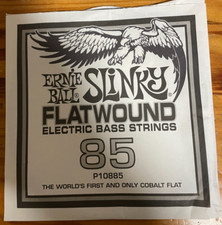 ERNIE BALL SLINKY
FLATWOUND
ELECTRIC BASS STRINGS
85
P10885
THE WORLD'S FIRST AND ONLY COBALT FLAT